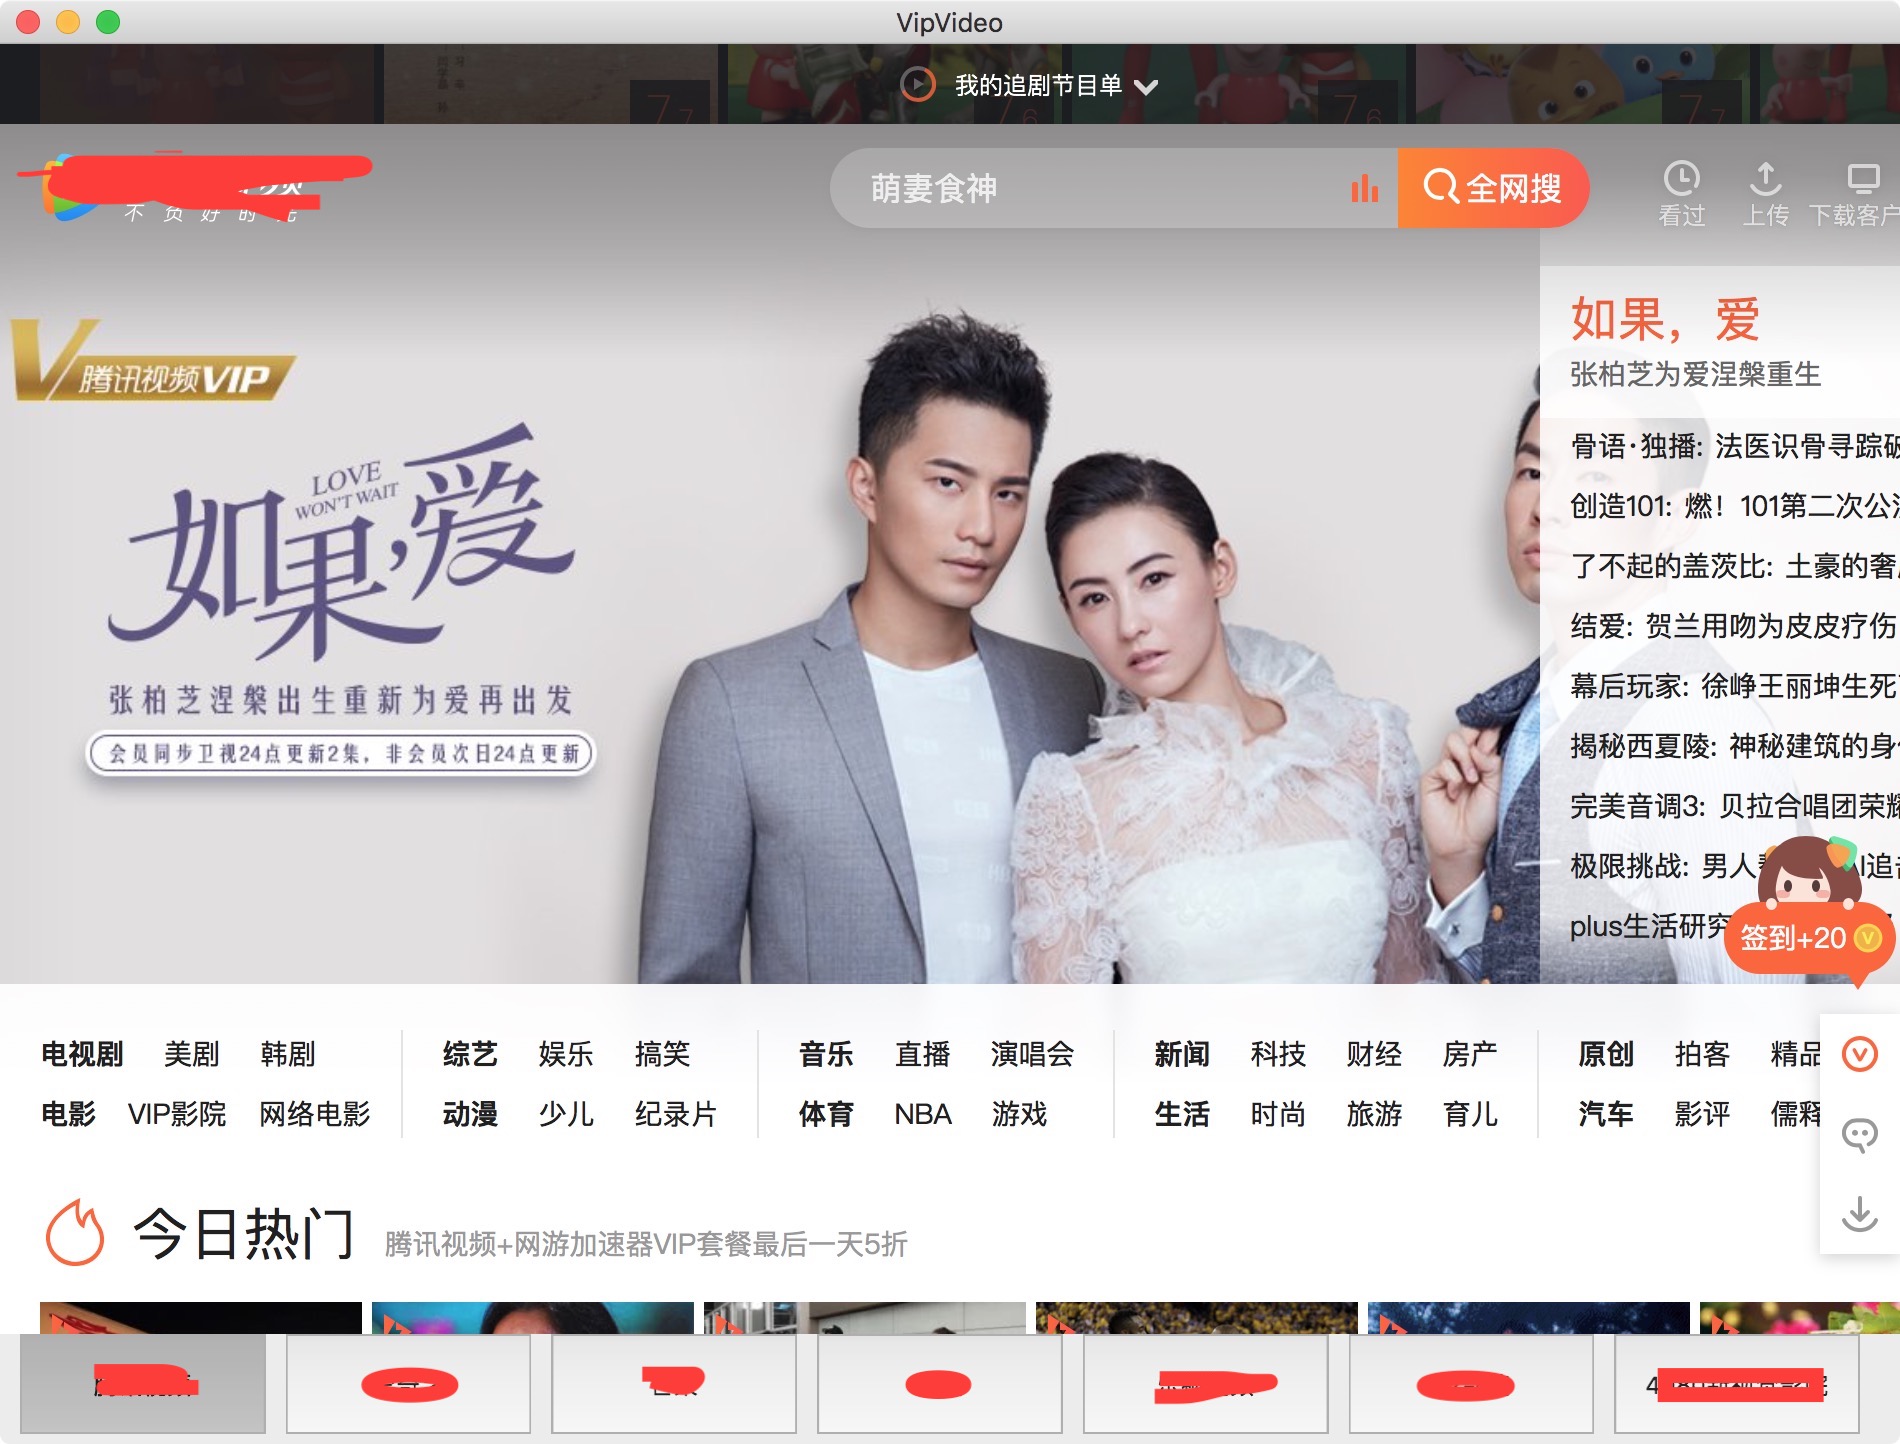 VipVideo
我的追剧节目单
不负好时光
萌妻食神
全网搜
看过
上传
下载客户
腾讯视频VIP
LOVE
WON'T WAIT
如果,爱
张柏芝涅槃出生重新为爱再出发
会员同步卫视24点更新2集，非会员次日24点更新
如果，爱
张柏芝为爱涅槃重生
骨语·独播: 法医识骨寻踪破
创造101: 燃！101第二次公
了不起的盖茨比: 土豪的奢
结爱: 贺兰用吻为皮皮疗伤
幕后玩家: 徐峥王丽坤生死
揭秘西夏陵: 神秘建筑的身
完美音调3: 贝拉合唱团荣耀
极限挑战: 男人
plus生活研究
签到+20
电视剧 美剧 韩剧
综艺 娱乐 搞笑
音乐 直播 演唱会
新闻 科技 财经 房产
原创 拍客 精品
电影 VIP影院 网络电影
动漫 少儿 纪录片
体育 NBA 游戏
生活 时尚 旅游 育儿
汽车 影评 儒释
今日热门
腾讯视频+网游加速器VIP套餐最后一天5折